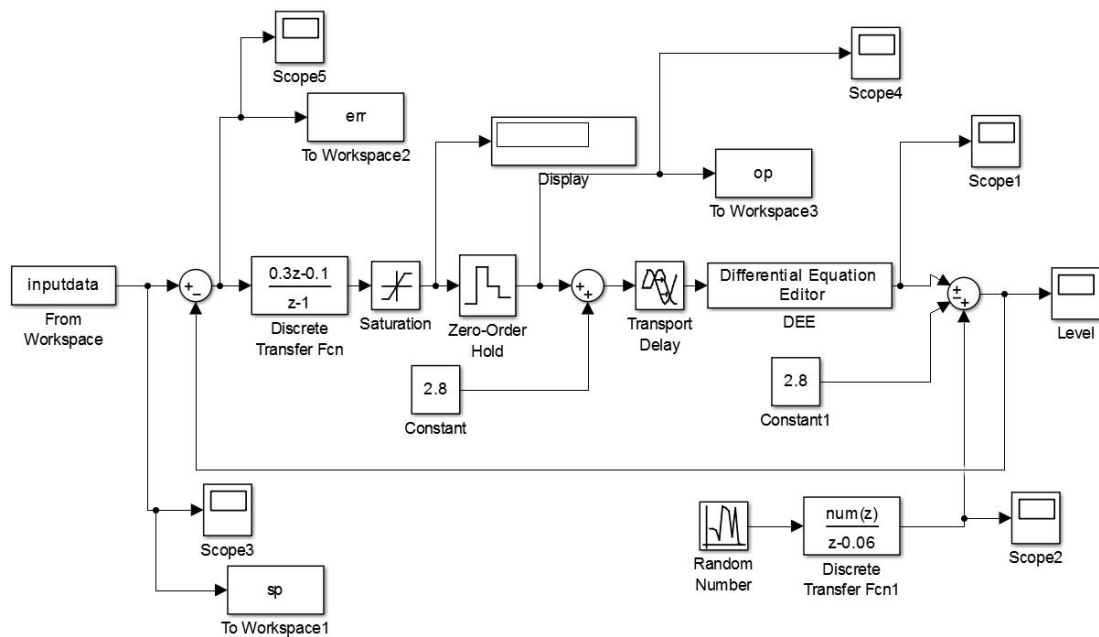 Scope5
err
To Workspace2
Display
Scope4
op
To Workspace3
Scope1
inputdata
From
Workspace
+
−
0.3z-0.1
z-1
Discrete
Transfer Fcn
Saturation
Zero-Order
Hold
+
+
Transport
Delay
Differential Equation
Editor
DEE
+
−
+
Level
2.8
Constant
2.8
Constant1
Scope3
sp
To Workspace1
Random
Number
num(z)
z-0.06
Discrete
Transfer Fcn1
Scope2